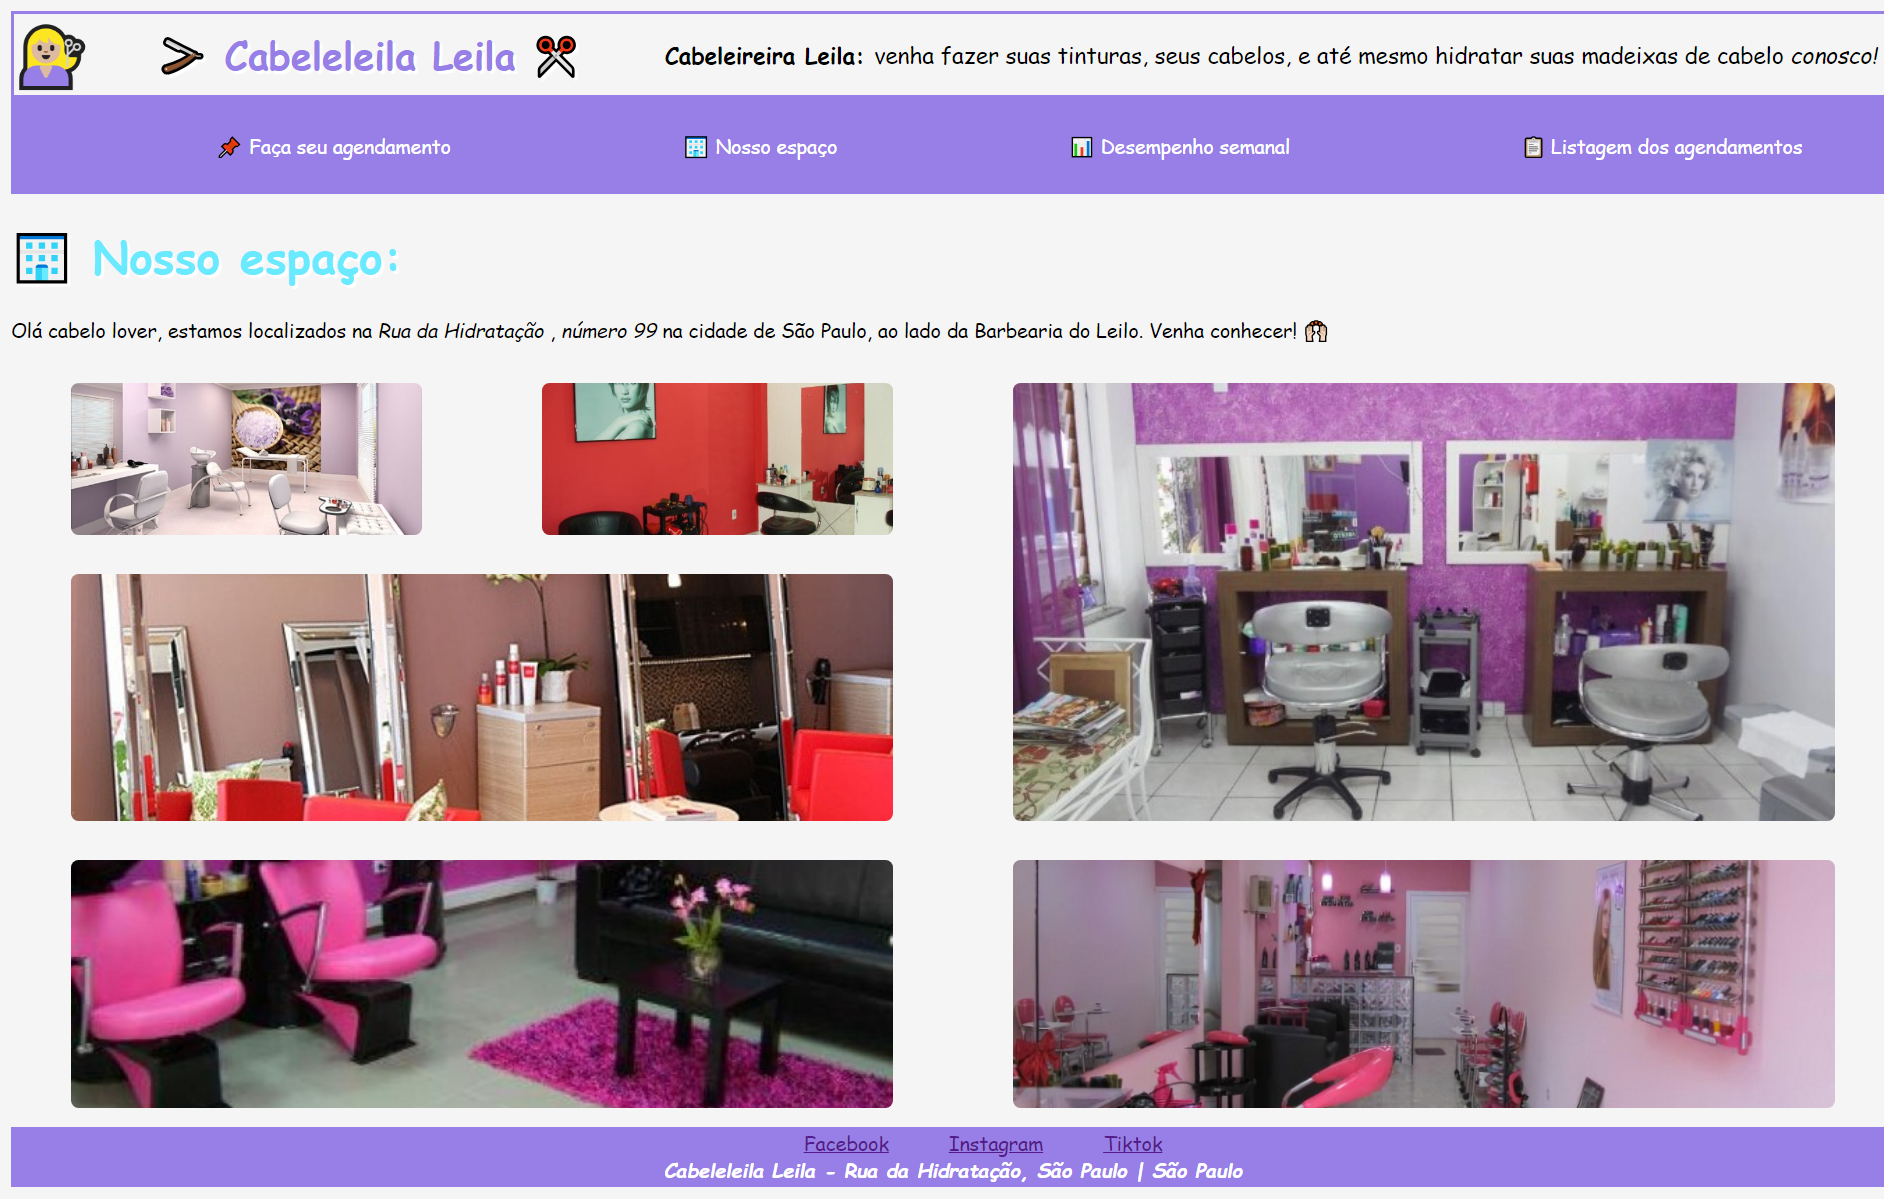 Cabeleleila Leila
Cabeleireira Leila: venha fazer suas tinturas, seus cabelos, e até mesmo hidratar suas madeixas de cabelo conosco!
Faça seu agendamento
Nosso espaço
Desempenho semanal
Listagem dos agendamentos
Nosso espaço:
Olá cabelo lover, estamos localizados na Rua da Hidratação , número 99 na cidade de São Paulo, ao lado da Barbearia do Leilo. Venha conhecer!
Facebook
Instagram
Tiktok
Cabeleleila Leila - Rua da Hidratação, São Paulo | São Paulo